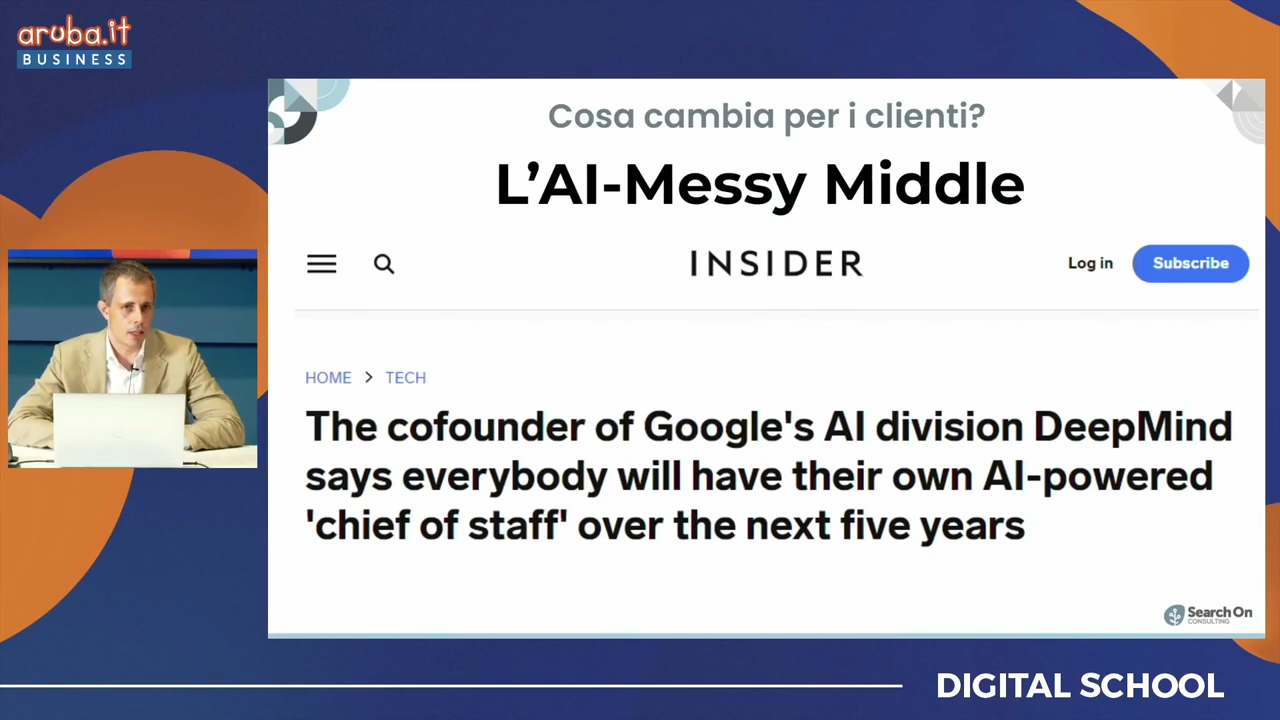 aruba.it
BUSINESS
Cosa cambia per i clienti?
L’AI-Messy Middle
INSIDER
Log in
Subscribe
HOME > TECH
The cofounder of Google's AI division DeepMind
says everybody will have their own AI-powered
'chief of staff' over the next five years
Search On
CONSULTING
DIGITAL SCHOOL